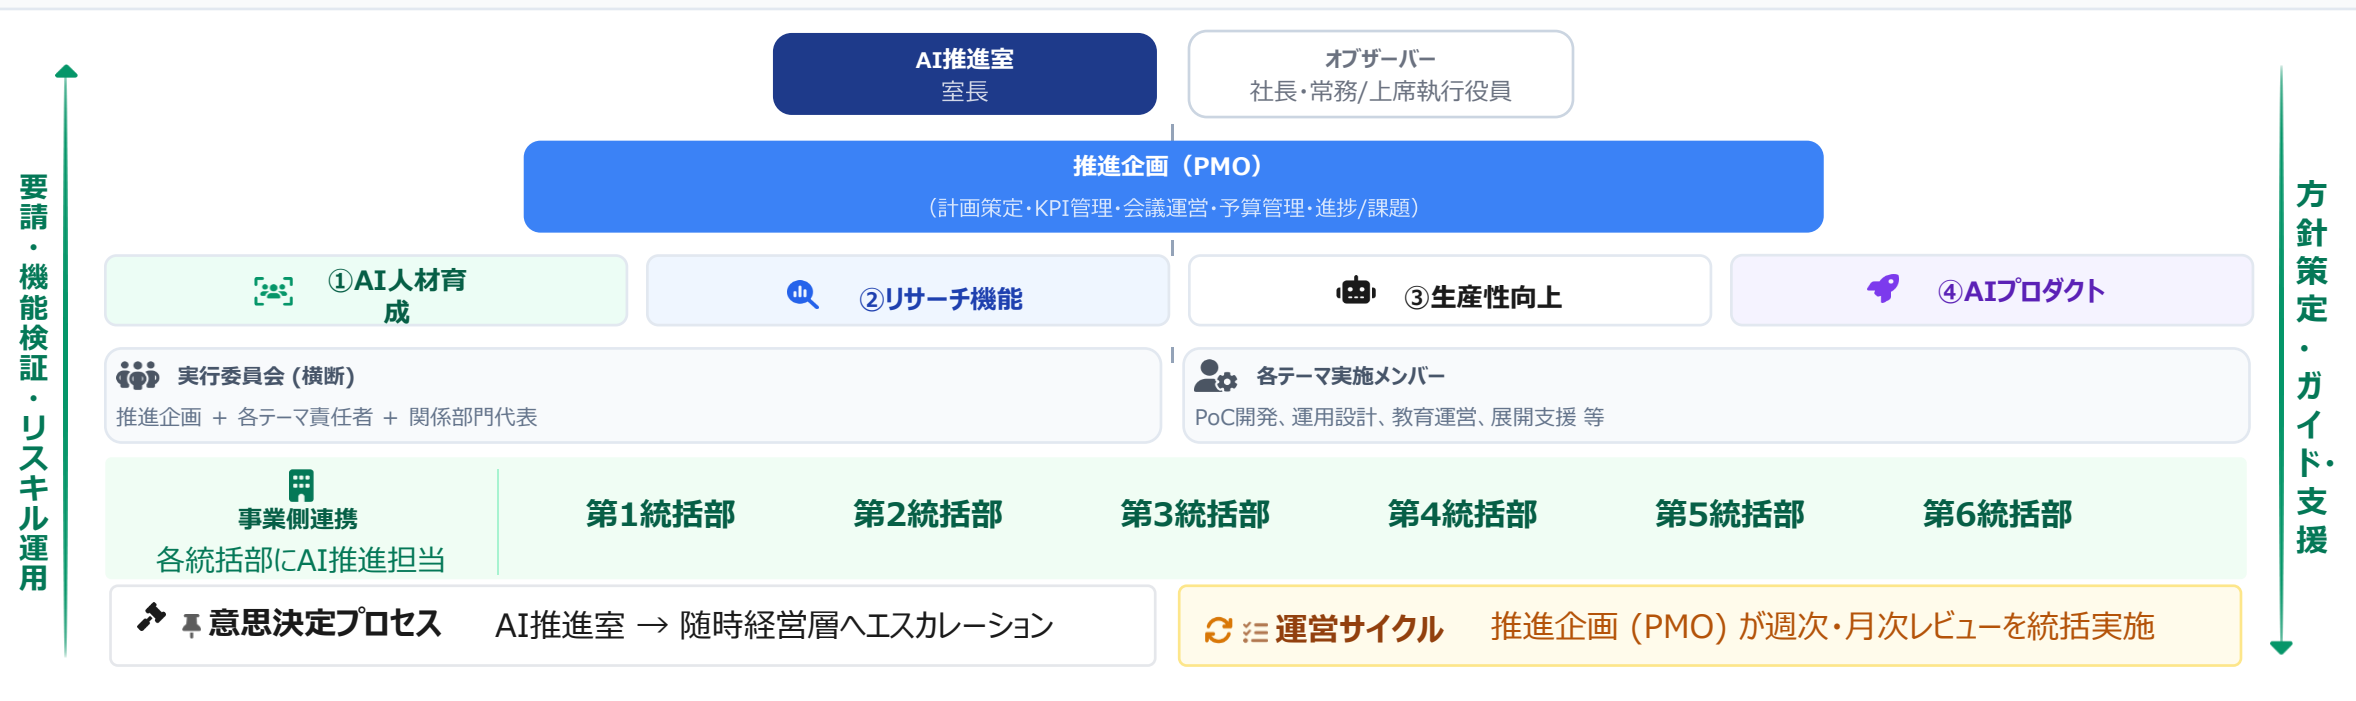 AI推進室
室長
オブザーバー
社長・常務/上席執行役員
推進企画（PMO）
（計画策定・KPI管理・会議運営・予算管理・進捗/課題）
①AI人材育
成
②リサーチ機能
③生産性向上
④AIプロダクト
実行委員会 (横断)
推進企画 ＋ 各テーマ責任者 ＋ 関係部門代表
各テーマ実施メンバー
PoC開発、運用設計、教育運営、展開支援 等
事業側連携
各統括部にAI推進担当
第1統括部
第2統括部
第3統括部
第4統括部
第5統括部
第6統括部
意思決定プロセス
AI推進室 → 随時経営層へエスカレーション
運営サイクル
推進企画 (PMO) が週次・月次レビューを統括実施
要請・機能検証・リスキル運用
方針策定・ガイド・支援